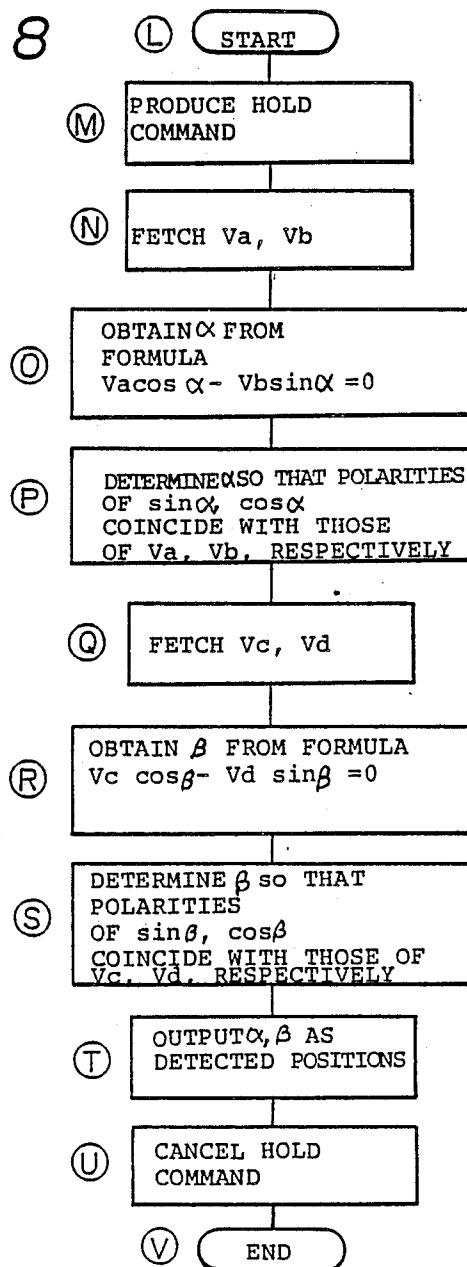 8
L START
M PRODUCE HOLD
COMMAND
N FETCH Va, Vb
OBTAIN α FROM
FORMULA
O Vacos α - Vbsinα =0
P DETERMINE α SO THAT POLARITIES
OF sinα, cosα
COINCIDE WITH THOSE
OF Va, Vb, RESPECTIVELY
Q FETCH Vc, Vd
OBTAIN β FROM FORMULA
R Vc cosβ- Vd sinβ =0
DETERMINE β so THAT
POLARITIES
S OF sinβ, cosβ
COINCIDE WITH THOSE OF
Vc, Vd, RESPECTIVELY
OUTPUT α, β AS
T DETECTED POSITIONS
U CANCEL HOLD
COMMAND
V END